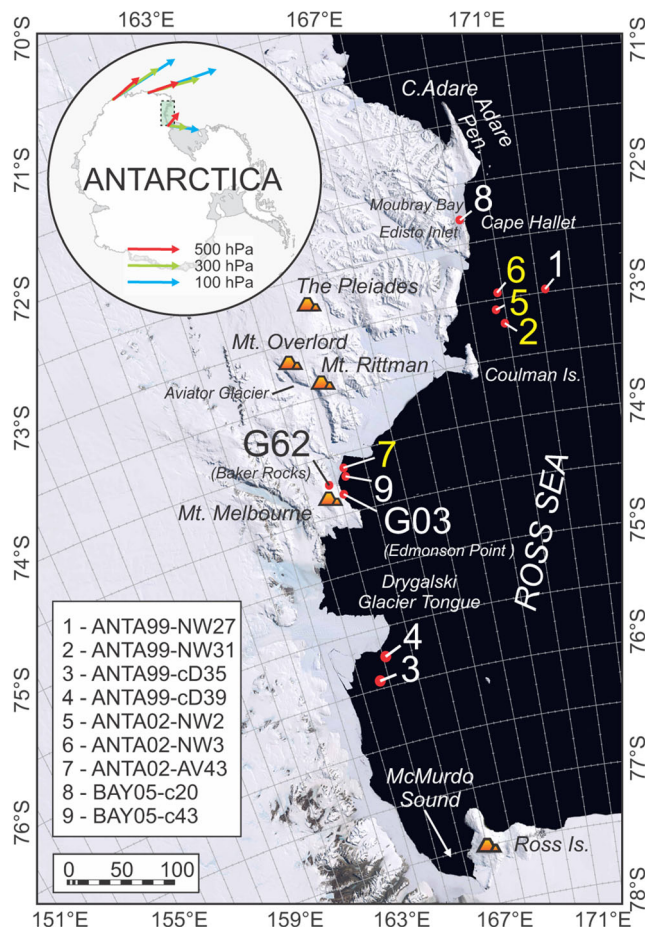 163°E
167°E
171°E
70°S
71°S
71°S
72°S
72°S
73°S
73°S
74°S
74°S
75°S
75°S
76°S
76°S
77°S
78°S
ANTARCTICA
500 hPa
300 hPa
100 hPa
C.Adare
Adare
Pen.
8
Moubray Bay
Edisto Inlet
Cape Hallet
6
1
5
2
The Pleiades
Mt. Overlord
Mt. Rittman
Aviator Glacier
Coulman Is.
G62
(Baker Rocks)
7
9
Mt. Melbourne
G03
(Edmonson Point )
ROSS SEA
Drygalski
Glacier Tongue
4
3
1 - ANTA99-NW27
2 - ANTA99-NW31
3 - ANTA99-cD35
4 - ANTA99-cD39
5 - ANTA02-NW2
6 - ANTA02-NW3
7 - ANTA02-AV43
8 - BAY05-c20
9 - BAY05-c43
McMurdo
Sound
Ross Is.
0
50
100
151°E
155°E
159°E
163°E
167°E
171°E